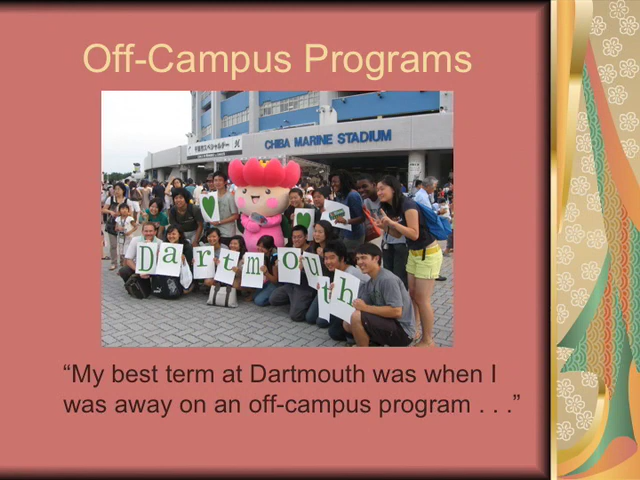 Off-Campus Programs
CHIBA MARINE STADIUM
Dartmouth
“My best term at Dartmouth was when I
was away on an off-campus program . . .”